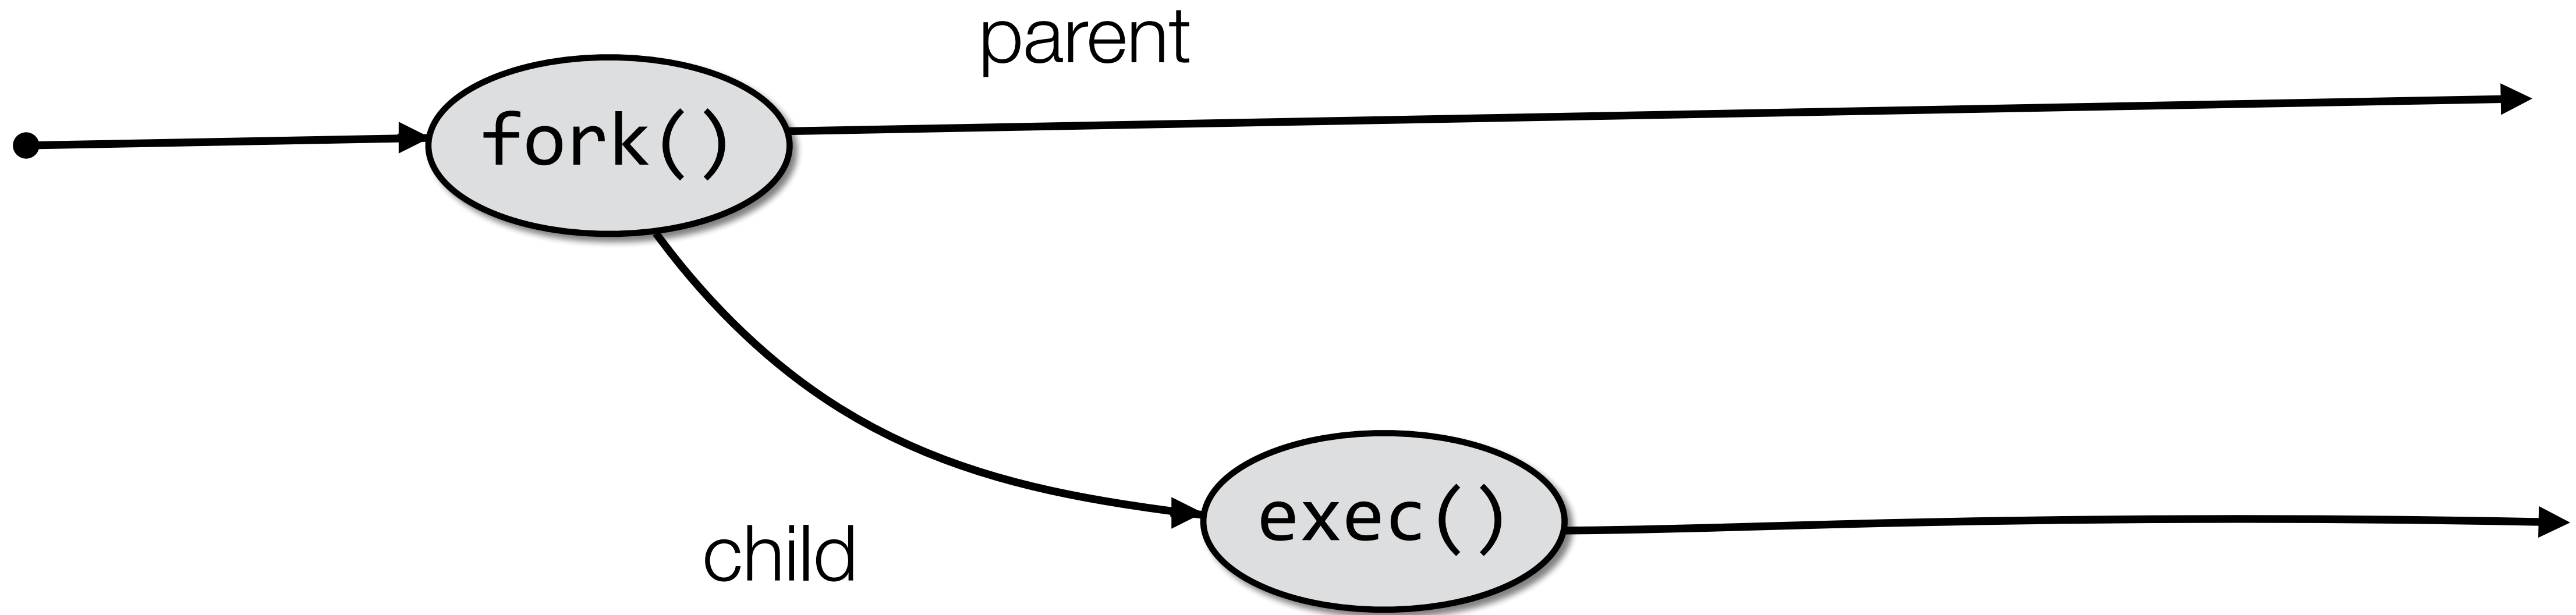 parent
fork()
exec()
child